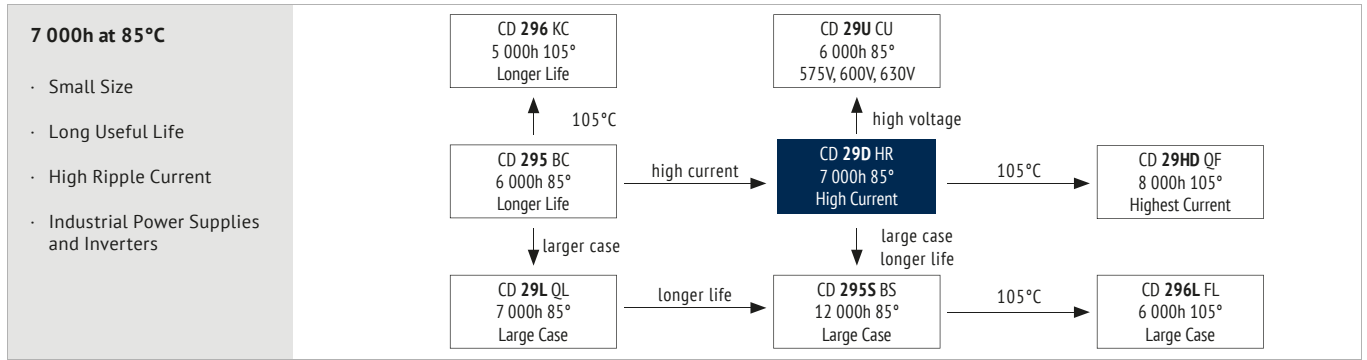 7 000h at 85°C
· Small Size
· Long Useful Life
· High Ripple Current
· Industrial Power Supplies
and Inverters
CD 296 KC
5 000h 105°
Longer Life
CD 29U CU
6 000h 85°
575V, 600V, 630V
105°C
high voltage
CD 295 BC
6 000h 85°
Longer Life
high current
CD 29D HR
7 000h 85°
High Current
105°C
CD 29HD QF
8 000h 105°
Highest Current
larger case
large case
longer life
CD 29L QL
7 000h 85°
Large Case
longer life
CD 295S BS
12 000h 85°
Large Case
105°C
CD 296L FL
6 000h 105°
Large Case